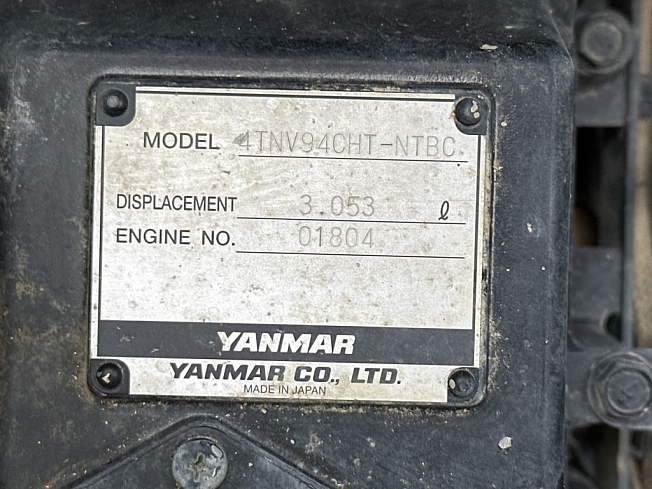 MODEL 4TNV94CHT-NTBC
DISPLACEMENT 3.053 ℓ
ENGINE NO. 01804
YANMAR
YANMAR CO., LTD.
MADE IN JAPAN